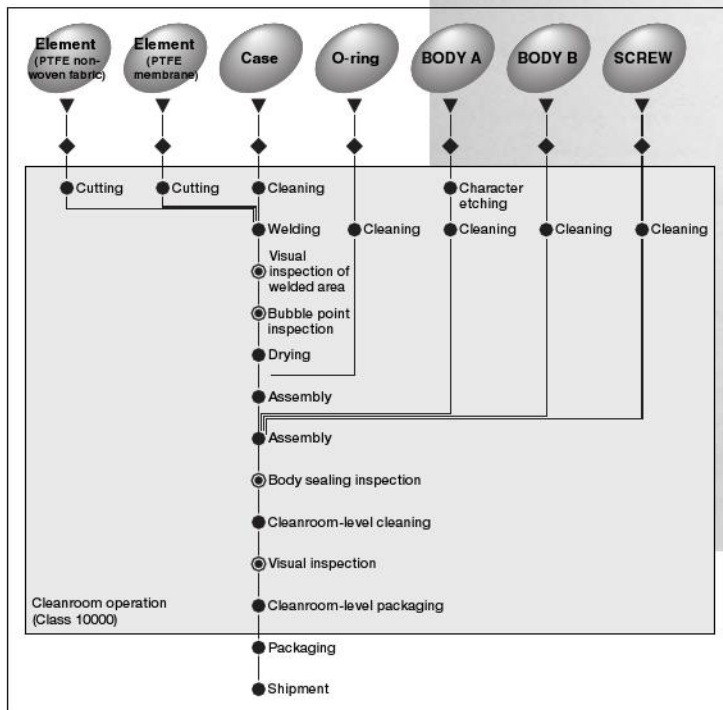 Element
(PTFE non-
woven fabric)
Element
(PTFE
membrane)
Case
O-ring
BODY A
BODY B
SCREW
Cutting
Cutting
Cleaning
Character
etching
Welding
Cleaning
Cleaning
Cleaning
Cleaning
Visual
inspection of
welded area
Bubble point
inspection
Drying
Assembly
Assembly
Body sealing inspection
Cleanroom-level cleaning
Visual inspection
Cleanroom operation
(Class 10000)
Cleanroom-level packaging
Packaging
Shipment